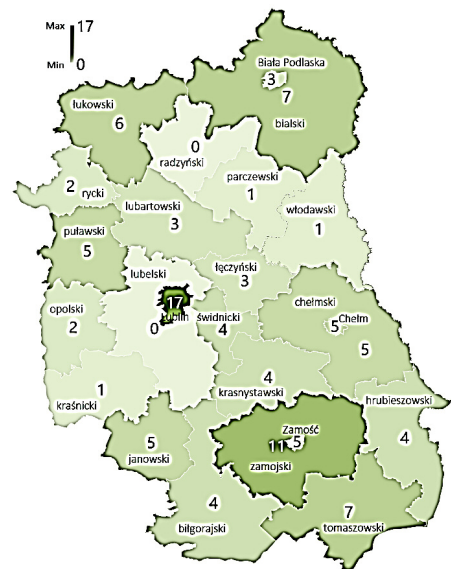 Max 17
Min 0
Biała Podlaska
3
7
bialski
łukowski
6
0
radzyński
parczewski
1
2
rycki
lubartowski
3
włodawski
1
puławski
5
lubelski
łęczyński
3
17
Lublin
0
opolski
2
świdnicki
4
chełmski
Chełm
5
5
4
krasnystawski
1
kraśnicki
hrubieszowski
4
Zamość
11 5
zamojski
5
janowski
4
biłgorajski
7
tomaszowski